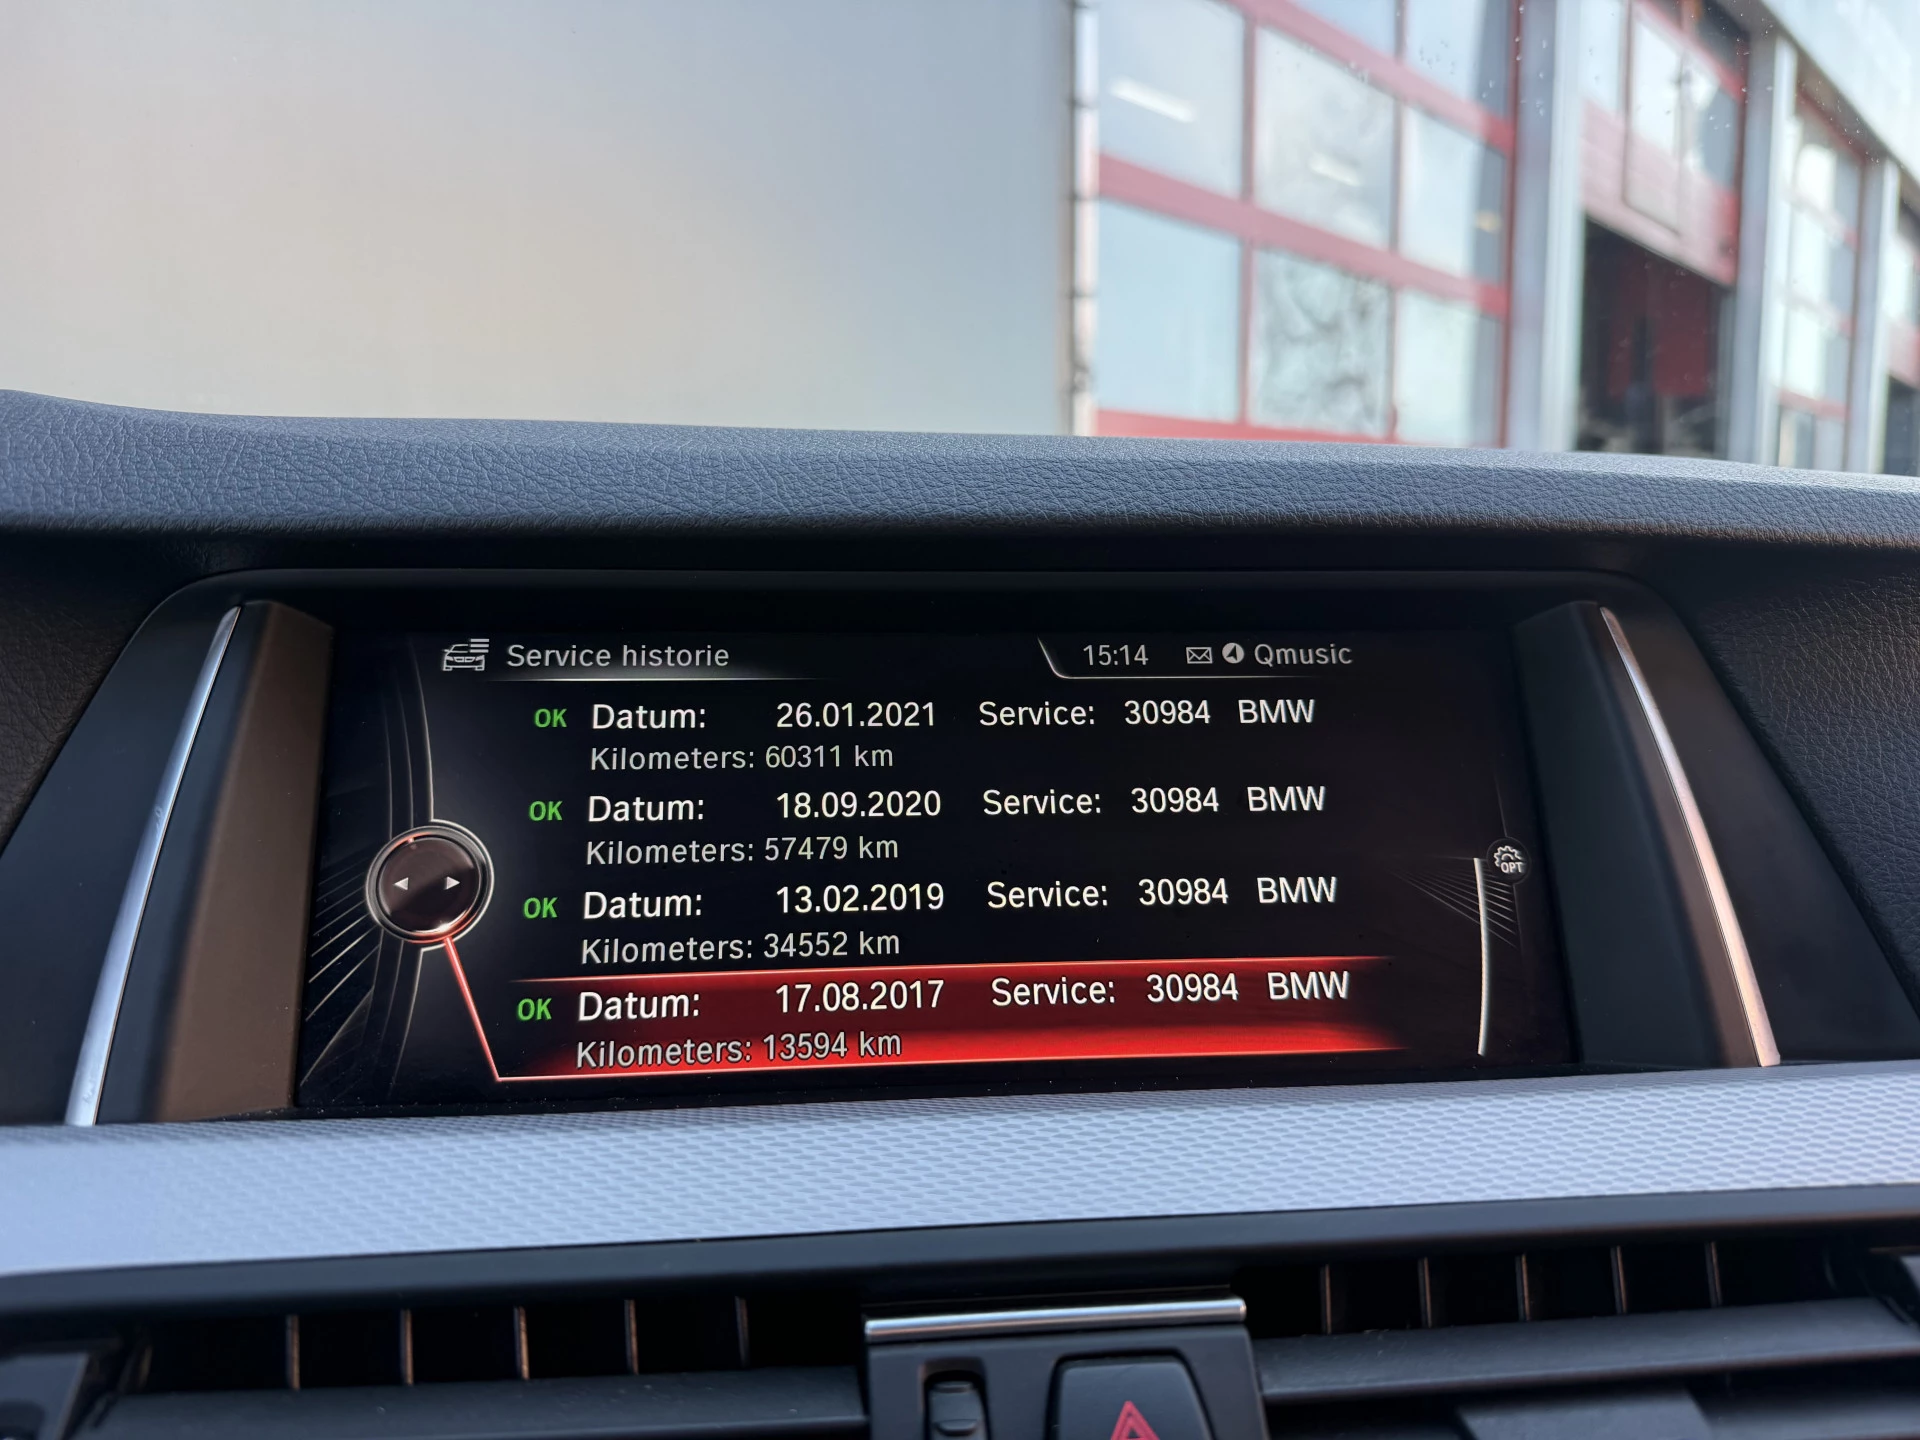 Service historie 15:14 Qmusic
OK Datum: 26.01.2021 Service: 30984 BMW
Kilometers: 60311 km
OK Datum: 18.09.2020 Service: 30984 BMW
Kilometers: 57479 km
OK Datum: 13.02.2019 Service: 30984 BMW
Kilometers: 34552 km
OK Datum: 17.08.2017 Service: 30984 BMW
Kilometers: 13594 km
OPT